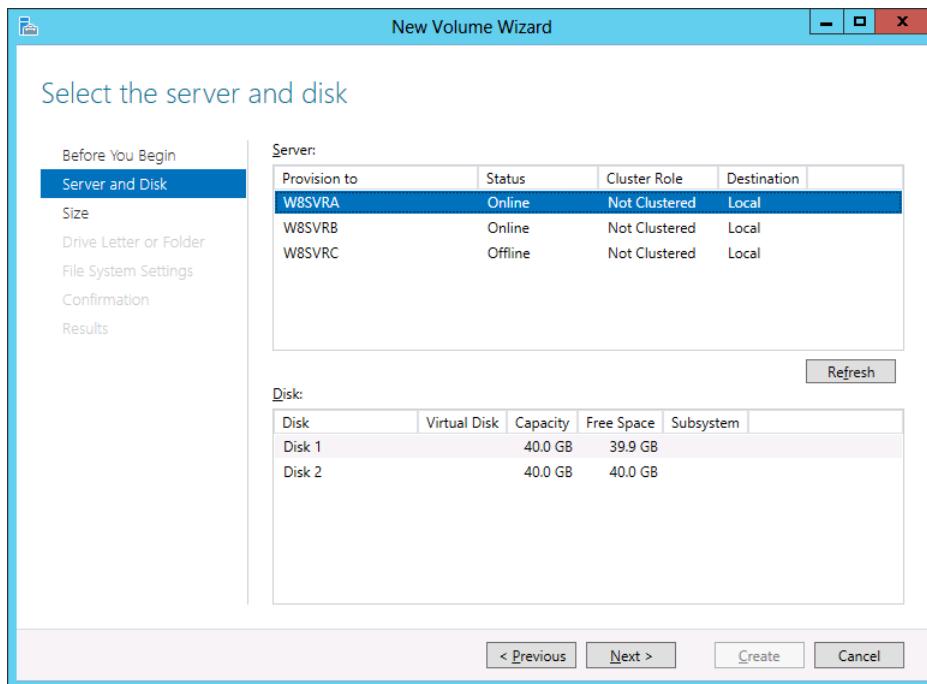 New Volume Wizard
Select the server and disk
Before You Begin
Server and Disk
Size
Drive Letter or Folder
File System Settings
Confirmation
Results
Server:
Provision to Status Cluster Role Destination
W8SVRA Online Not Clustered Local
W8SVRB Online Not Clustered Local
W8SVRC Offline Not Clustered Local
Refresh
Disk:
Disk Virtual Disk Capacity Free Space Subsystem
Disk 1 40.0 GB 39.9 GB
Disk 2 40.0 GB 40.0 GB
< Previous Next > Create Cancel